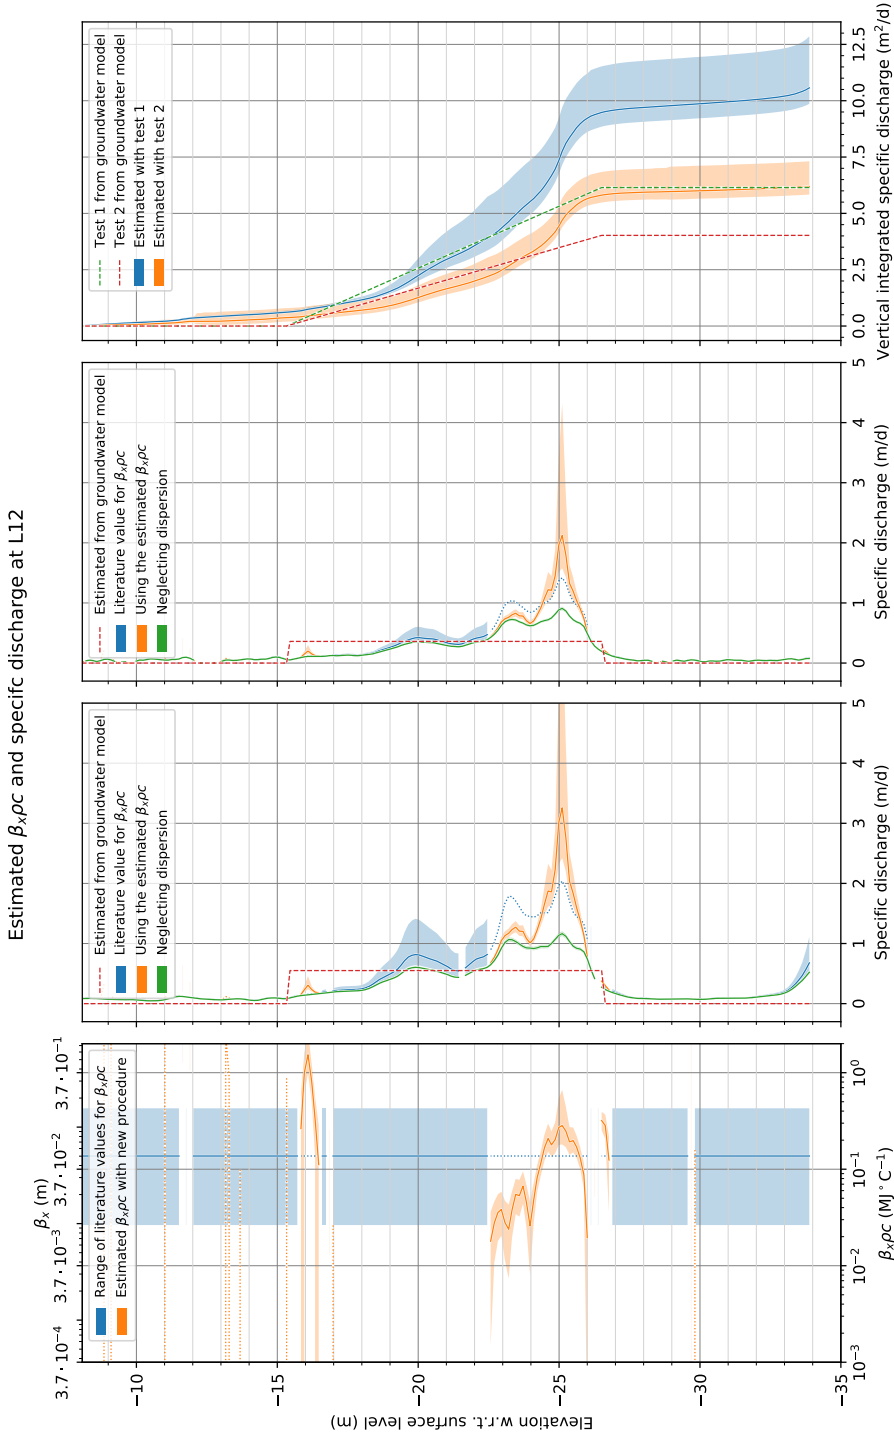 Estimated βₓρc and specifc discharge at L12
βₓ (m)
3.7 · 10⁻⁴
3.7 · 10⁻³
3.7 · 10⁻²
3.7 · 10⁻¹
Range of literature values for βₓρc
Estimated βₓρc with new procedure
Elevation w.r.t. surface level (m)
−10
−15
−20
−25
−30
−35
10⁻³
10⁻²
10⁻¹
10⁰
βₓρc (MJ°C⁻¹)
Estimated from groundwater model
Literature value for βₓρc
Using the estimated βₓρc
Neglecting dispersion
0
1
2
3
4
5
Specific discharge (m/d)
Estimated from groundwater model
Literature value for βₓρc
Using the estimated βₓρc
Neglecting dispersion
0
1
2
3
4
5
Specific discharge (m/d)
Test 1 from groundwater model
Test 2 from groundwater model
Estimated with test 1
Estimated with test 2
0.0
2.5
5.0
7.5
10.0
12.5
Vertical integrated specific discharge (m²/d)